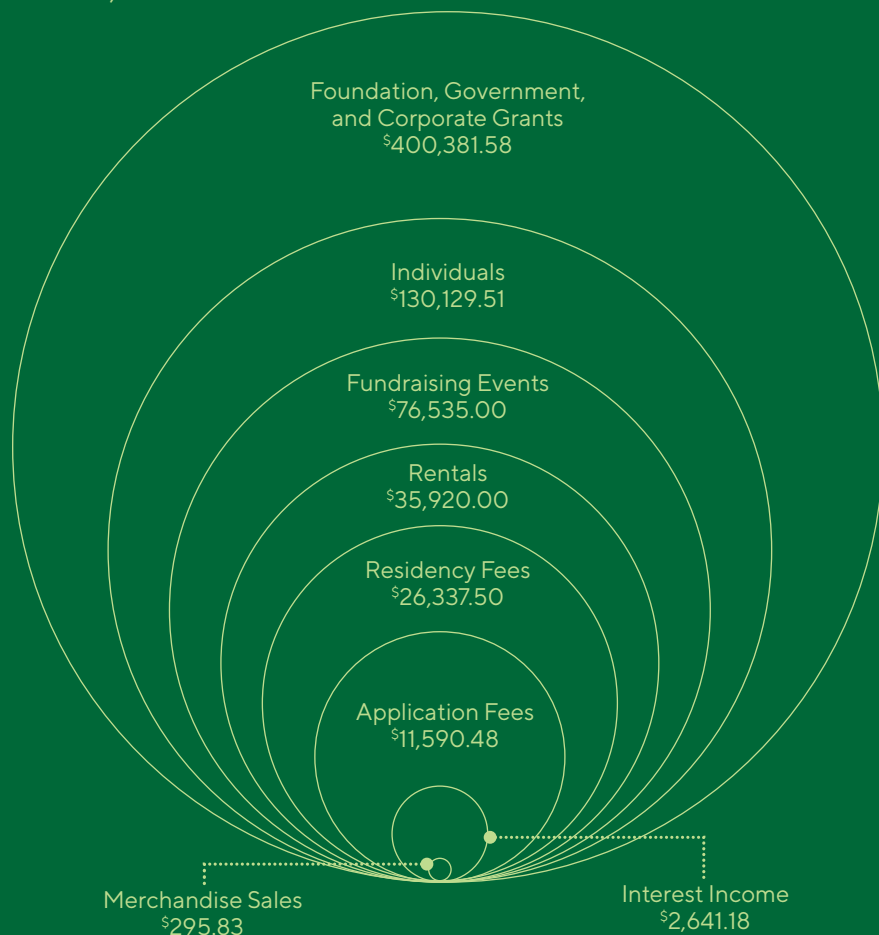 Foundation, Government,
and Corporate Grants
$400,381.58
Individuals
$130,129.51
Fundraising Events
$76,535.00
Rentals
$35,920.00
Residency Fees
$26,337.50
Application Fees
$11,590.48
Merchandise Sales
$295.83
Interest Income
$2,641.18